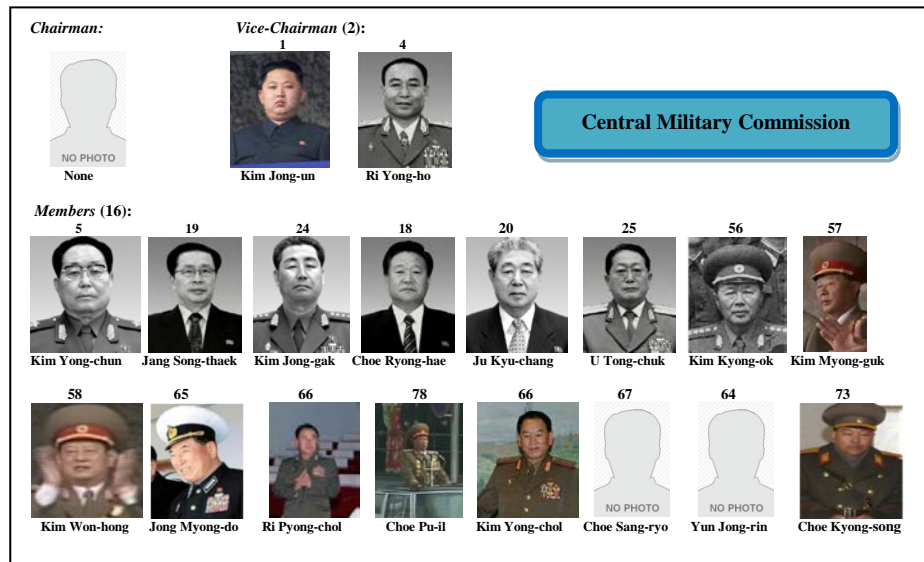 Chairman:
Vice-Chairman (2):
1
4
NO PHOTO
Central Military Commission
None
Kim Jong-un
Ri Yong-ho
Members (16):
5
19
24
18
20
25
56
57
Kim Yong-chun
Jang Song-thaek
Kim Jong-gak
Choe Ryong-hae
Ju Kyu-chang
U Tong-chuk
Kim Kyong-ok
Kim Myong-guk
58
65
66
78
66
67
64
73
NO PHOTO
NO PHOTO
Kim Won-hong
Jong Myong-do
Ri Pyong-chol
Choe Pu-il
Kim Yong-chol
Choe Sang-ryo
Yun Jong-rin
Choe Kyong-song